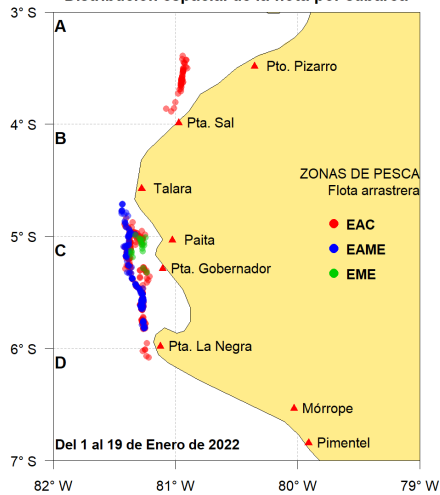 Distribución espacial de la flota por subárea
3° S
A
Pto. Pizarro
4° S
Pta. Sal
B
ZONAS DE PESCA
Flota arrastrera
Talara
EAC
5° S
Paita
C
EAME
Pta. Gobernador
EME
6° S
Pta. La Negra
D
Mórrope
Del 1 al 19 de Enero de 2022
Pimentel
7° S
82° W
81° W
80° W
79° W